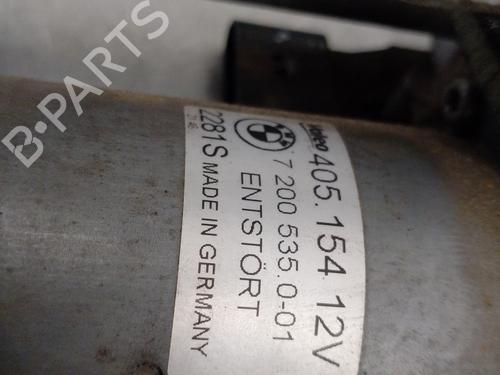 Valeo 405.154 12V
7 200 535.0-01
ENTSTÖRT
2281S MADE IN GERMANY
B-PARTS